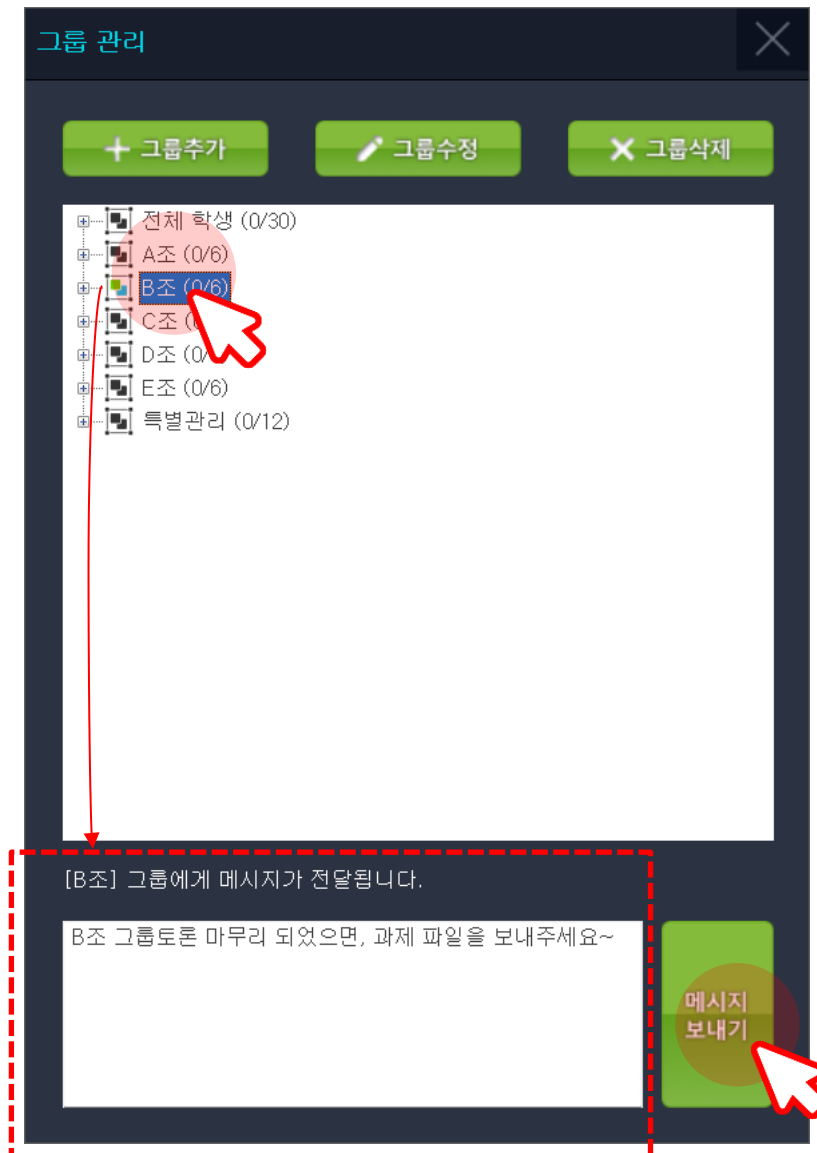 그룹 관리
그룹추가
그룹수정
그룹삭제
전체 학생 (0/30)
A조 (0/6)
B조 (0/6)
C조
D조 (0/
E조 (0/6)
특별관리 (0/12)
[B조] 그룹에게 메시지가 전달됩니다.
B조 그룹토론 마무리 되었으면, 과제 파일을 보내주세요~
메시지
보내기